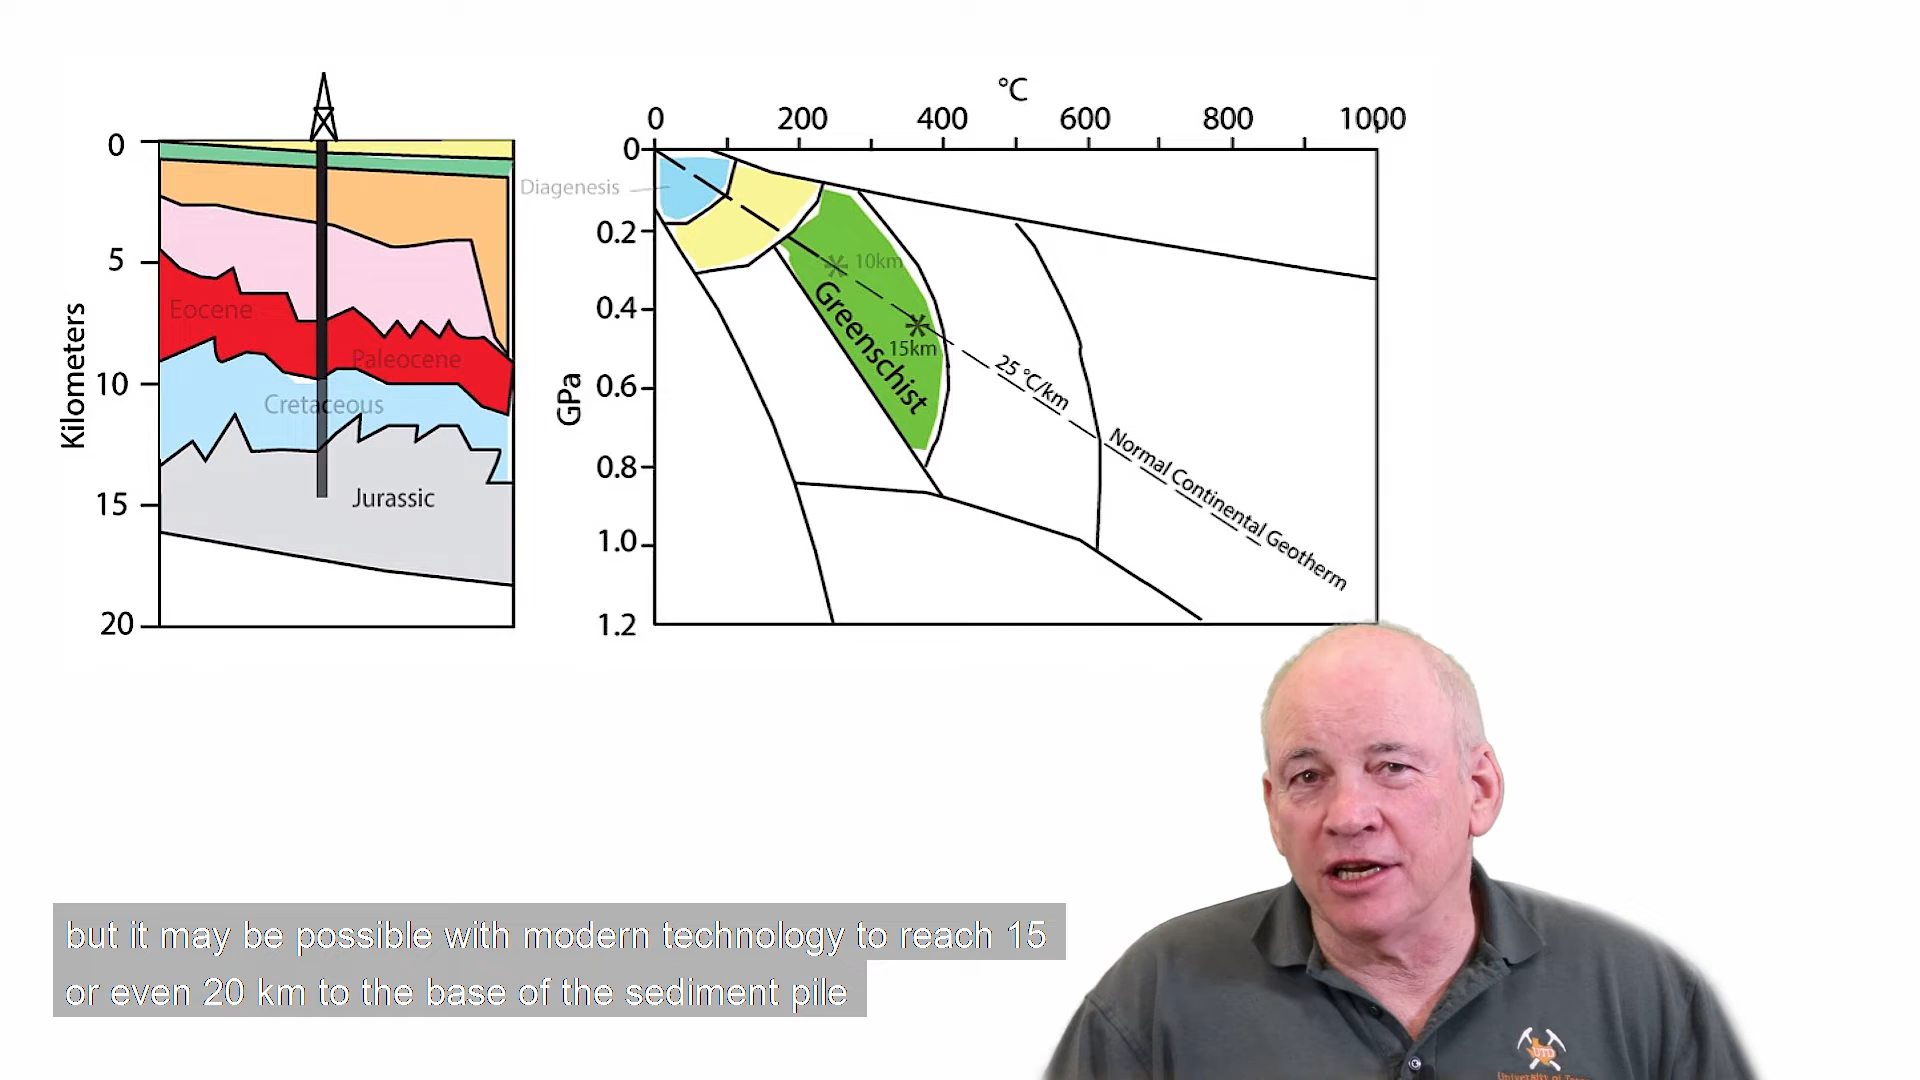 °C
0 200 400 600 800 1000
0
5
10
15
20
Kilometers
Eocene
Paleocene
Cretaceous
Jurassic
Diagenesis
0
0.2
0.4
0.6
0.8
1.0
1.2
GPa
10km
15km
Greenschist
25 °C/km
Normal Continental Geotherm
but it may be possible with modern technology to reach 15
or even 20 km to the base of the sediment pile
UTD